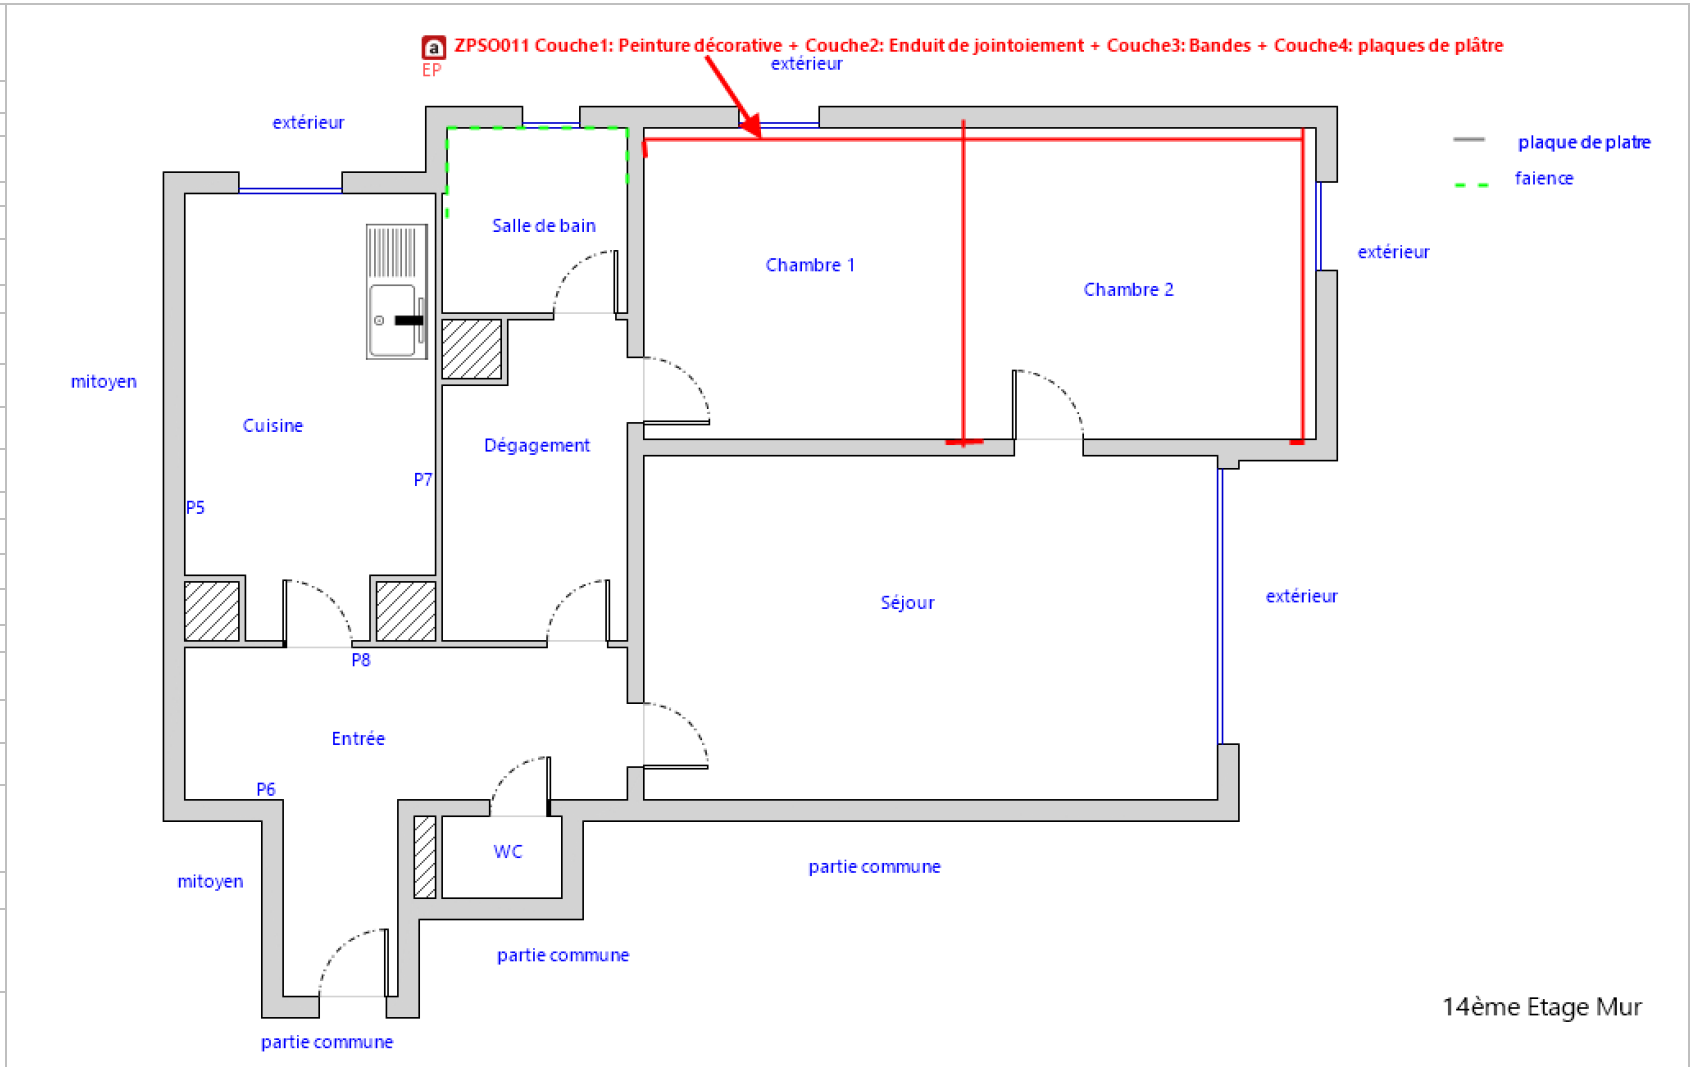 a ZPSO011 Couche1: Peinture décorative + Couche2: Enduit de jointoiement + Couche3: Bandes + Couche4: plaques de plâtre
EP
extérieur
extérieur
plaque de platre
faience
Salle de bain
extérieur
Chambre 1
Chambre 2
mitoyen
Cuisine
Dégagement
P7
P5
extérieur
Séjour
P8
Entrée
P6
WC
partie commune
mitoyen
partie commune
14ème Etage Mur
partie commune